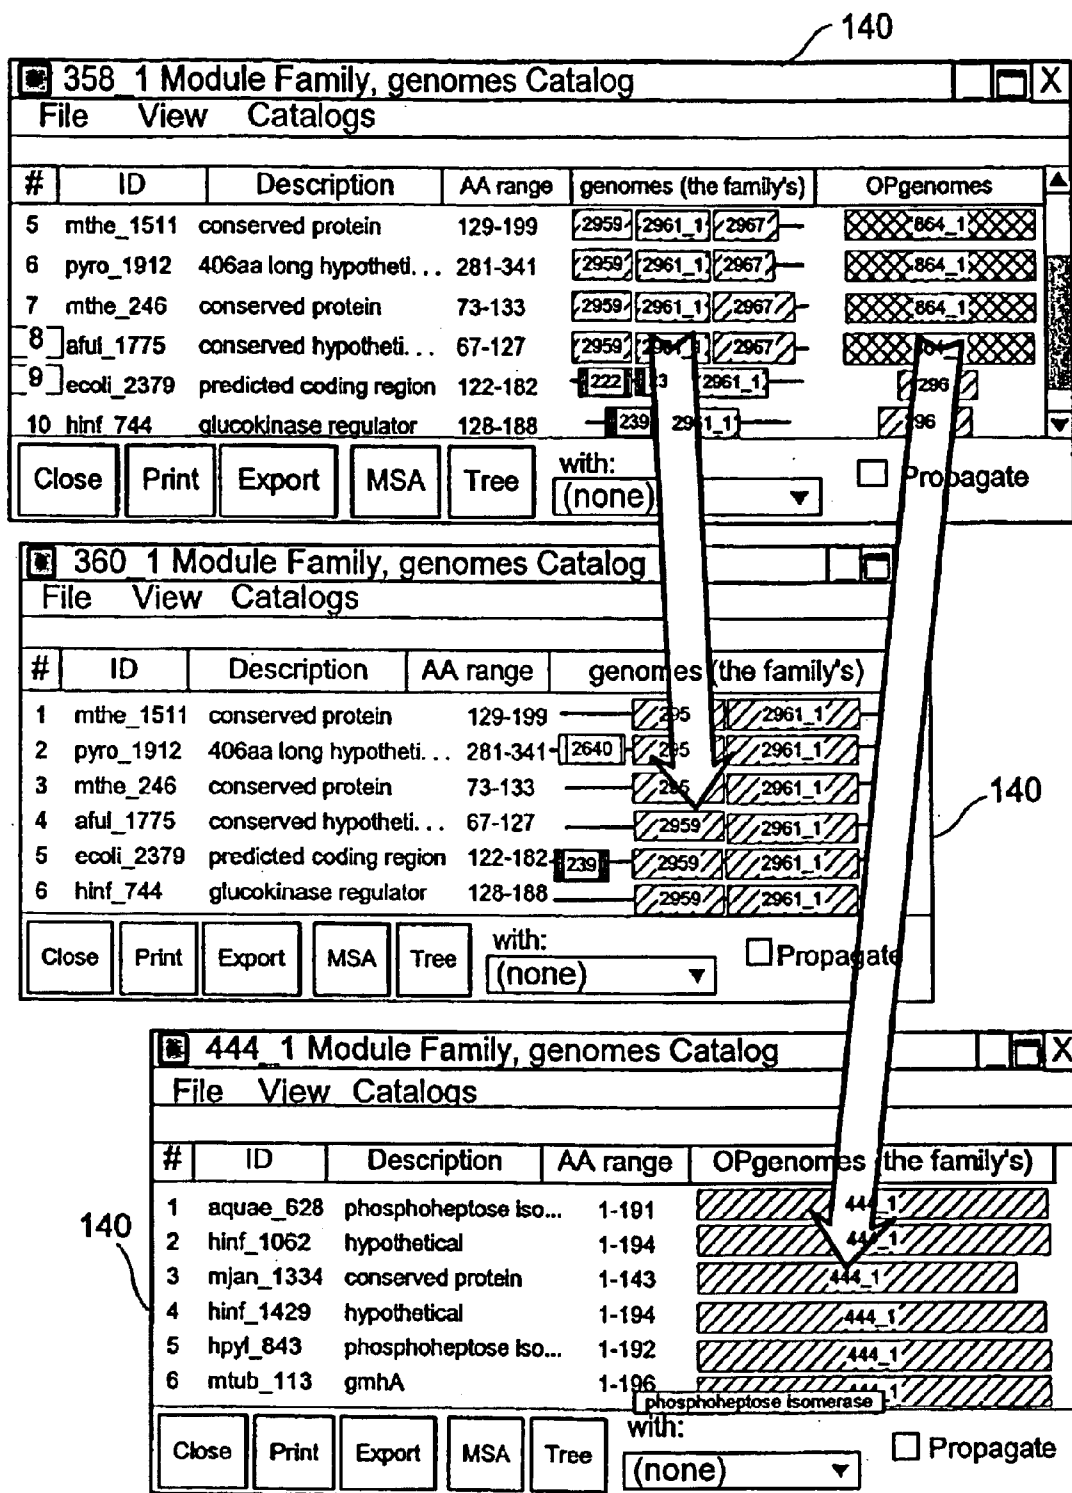 140
358_1 Module Family, genomes Catalog X
File View Catalogs
# ID Description AA range genomes (the family's) OPgenomes
5 mthe_1511 conserved protein 129-199 2959 2961_1 2967 864_1
6 pyro_1912 406aa long hypotheti... 281-341 2959 2961_1 2967 864_1
7 mthe_246 conserved protein 73-133 2959 2961_1 2967 864_1
8 aful_1775 conserved hypotheti... 67-127 2959 2967
9 ecoli_2379 predicted coding region 122-182 222 2961_1 296
10 hinf_744 glucokinase regulator 128-188 239
Close Print Export MSA Tree with: (none) Propagate
360_1 Module Family, genomes Catalog
File View Catalogs
# ID Description AA range genomes (the family's)
1 mthe_1511 conserved protein 129-199 295 2961_1
2 pyro_1912 406aa long hypotheti... 281-341 2640 295 2961_1
3 mthe_246 conserved protein 73-133 295 2961_1
4 aful_1775 conserved hypotheti... 67-127 2959 2961_1
5 ecoli_2379 predicted coding region 122-182 239 2959 2961_1
6 hinf_744 glucokinase regulator 128-188 2959 2961_1
140
Close Print Export MSA Tree with: (none) Propagate
444_1 Module Family, genomes Catalog X
File View Catalogs
# ID Description AA range OPgenomes (the family's)
1 aquae_628 phosphoheptose iso... 1-191 444_1
2 hinf_1062 hypothetical 1-194 444_1
140
3 mjan_1334 conserved protein 1-143 444_1
4 hinf_1429 hypothetical 1-194 444_1
5 hpyl_843 phosphoheptose iso... 1-192 444_1
6 mtub_113 gmhA 1-196 444_1
phosphoheptose isomerase
Close Print Export MSA Tree with: (none) Propagate